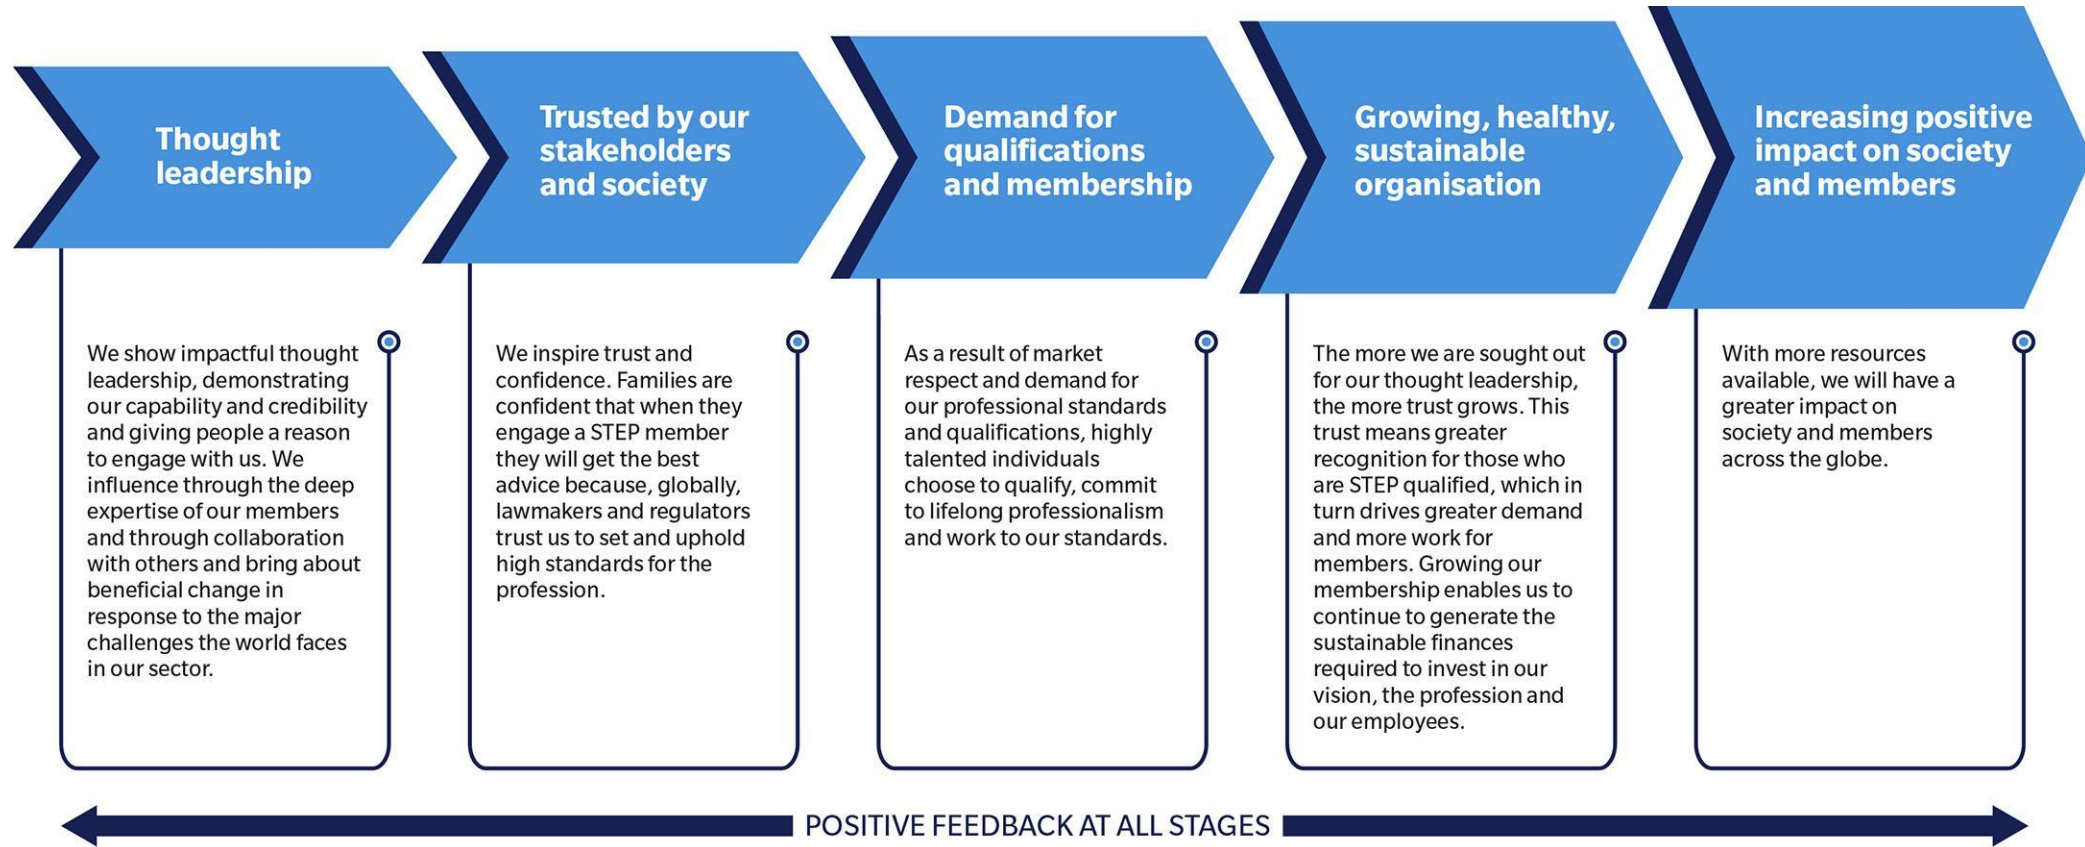 Thought
leadership
We show impactful thought
leadership, demonstrating
our capability and credibility
and giving people a reason
to engage with us. We
influence through the deep
expertise of our members
and through collaboration
with others and bring about
beneficial change in
response to the major
challenges the world faces
in our sector.
Trusted by our
stakeholders
and society
We inspire trust and
confidence. Families are
confident that when they
engage a STEP member
they will get the best
advice because, globally,
lawmakers and regulators
trust us to set and uphold
high standards for the
profession.
Demand for
qualifications
and membership
As a result of market
respect and demand for
our professional standards
and qualifications, highly
talented individuals
choose to qualify, commit
to lifelong professionalism
and work to our standards.
Growing, healthy,
sustainable
organisation
The more we are sought out
for our thought leadership,
the more trust grows. This
trust means greater
recognition for those who
are STEP qualified, which in
turn drives greater demand
and more work for
members. Growing our
membership enables us to
continue to generate the
sustainable finances
required to invest in our
vision, the profession and
our employees.
Increasing positive
impact on society
and members
With more resources
available, we will have a
greater impact on
society and members
across the globe.
POSITIVE FEEDBACK AT ALL STAGES